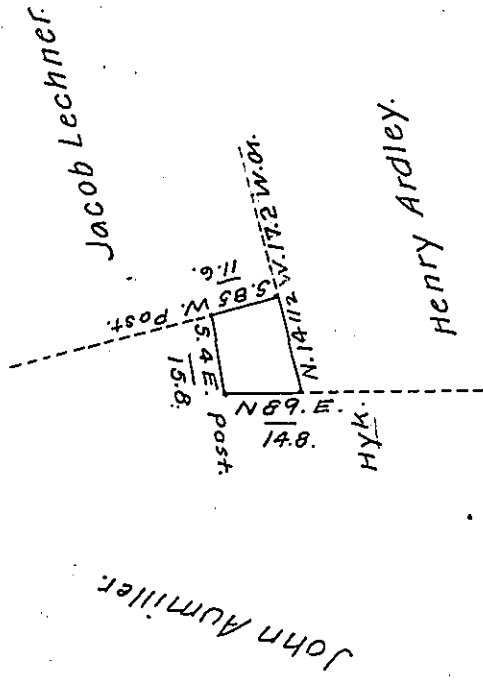 Jacob Lechner.
Henry Ardley.
John Aumiller.
Post.
S. 85 W.
11.6.
S. 4 E.
15.8.
Post.
N 89. E.
14.8.
Hyk.
N. 14 1/2 W. 17.2 W. or.